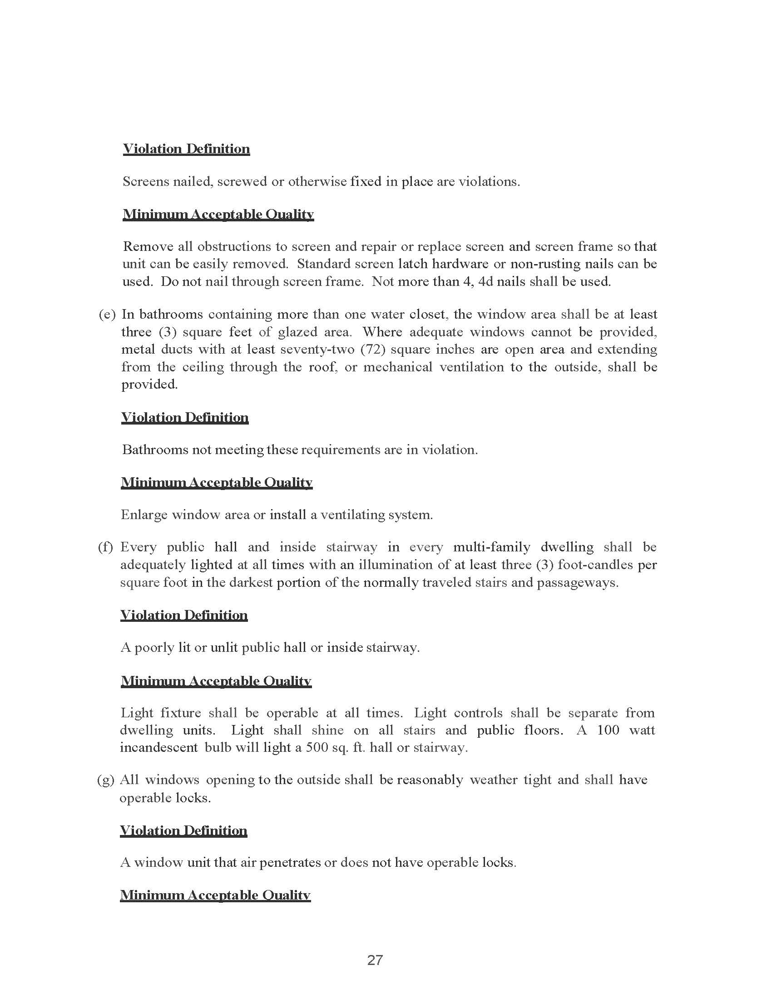 Violation Definition
Screens nailed, screwed or otherwise fixed in place are violations.
Minimum Acceptable Quality
Remove all obstructions to screen and repair or replace screen and screen frame so that
unit can be easily removed. Standard screen latch hardware or non-rusting nails can be
used. Do not nail through screen frame. Not more than 4, 4d nails shall be used.
(e) In bathrooms containing more than one water closet, the window area shall be at least
three (3) square feet of glazed area. Where adequate windows cannot be provided,
metal ducts with at least seventy-two (72) square inches are open area and extending
from the ceiling through the roof, or mechanical ventilation to the outside, shall be
provided.
Violation Definition
Bathrooms not meeting these requirements are in violation.
Minimum Acceptable Quality
Enlarge window area or install a ventilating system.
(f) Every public hall and inside stairway in every multi-family dwelling shall be
adequately lighted at all times with an illumination of at least three (3) foot-candles per
square foot in the darkest portion of the normally traveled stairs and passageways.
Violation Definition
A poorly lit or unlit public hall or inside stairway.
Minimum Acceptable Quality
Light fixture shall be operable at all times. Light controls shall be separate from
dwelling units. Light shall shine on all stairs and public floors. A 100 watt
incandescent bulb will light a 500 sq. ft. hall or stairway.
(g) All windows opening to the outside shall be reasonably weather tight and shall have
operable locks.
Violation Definition
A window unit that air penetrates or does not have operable locks.
Minimum Acceptable Quality
27